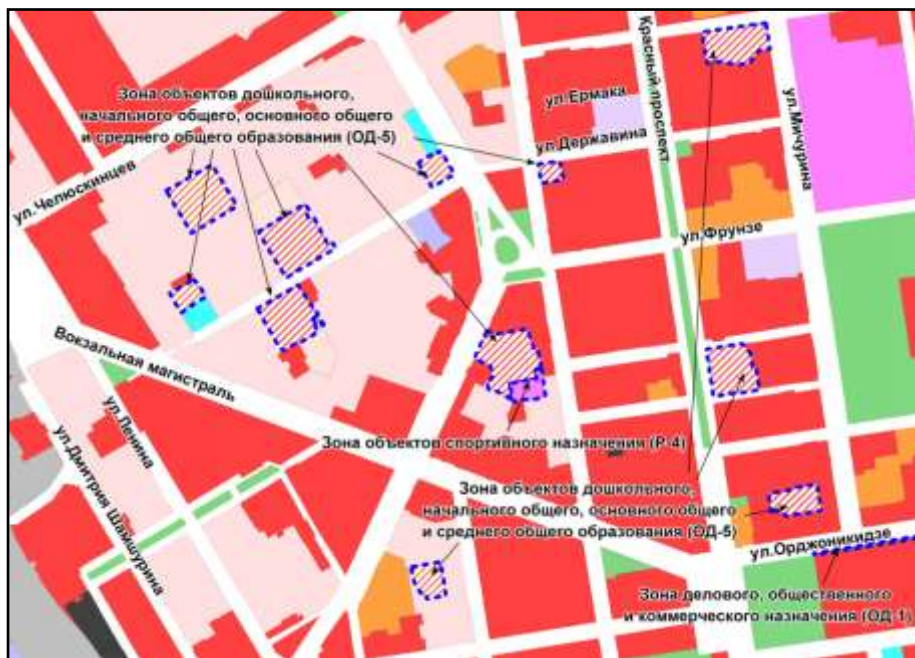 Зона объектов дошкольного,
начального общего, основного общего
и среднего общего образования (ОД-5)
Красный проспект
ул.Мичурина
ул.Ермака
ул.Державина
ул.Челюскинцев
ул.Фрунзе
Вокзальная магистраль
ул.Ленина
ул.Дмитрия Шамшурина
Зона объектов спортивного назначения (Р-4)
Зона объектов дошкольного,
начального общего, основного общего
и среднего общего образования (ОД-5)
ул.Орджоникидзе
Зона делового, общественного
и коммерческого назначения (ОД-1)